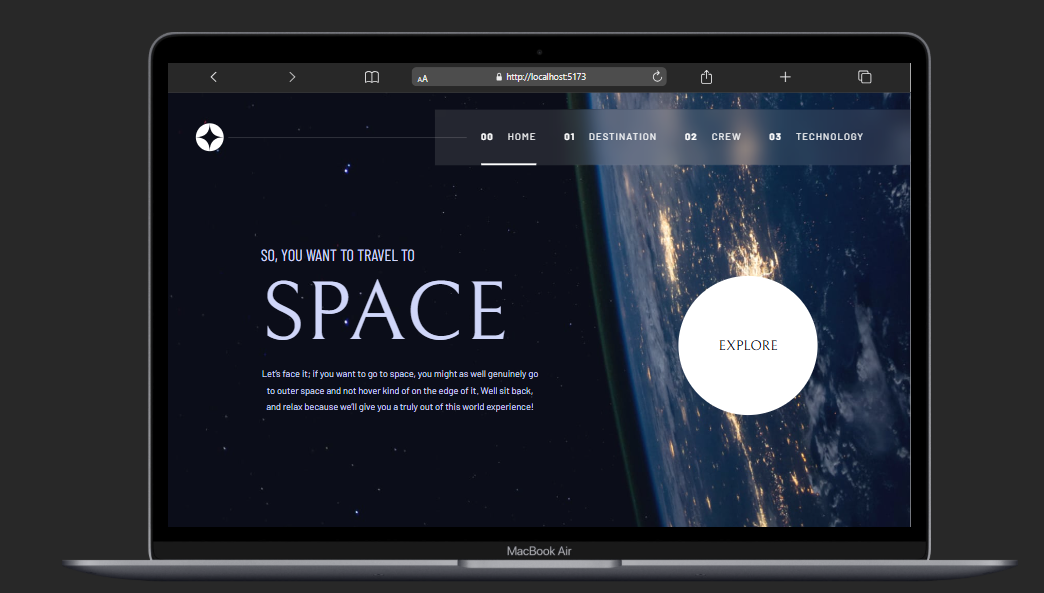 AA http://localhost:5173
00 HOME 01 DESTINATION 02 CREW 03 TECHNOLOGY
SO, YOU WANT TO TRAVEL TO
SPACE
EXPLORE
Let's face it; if you want to go to space, you might as well genuinely go
to outer space and not hover kind of on the edge of it. Well sit back,
and relax because we'll give you a truly out of this world experience!
MacBook Air